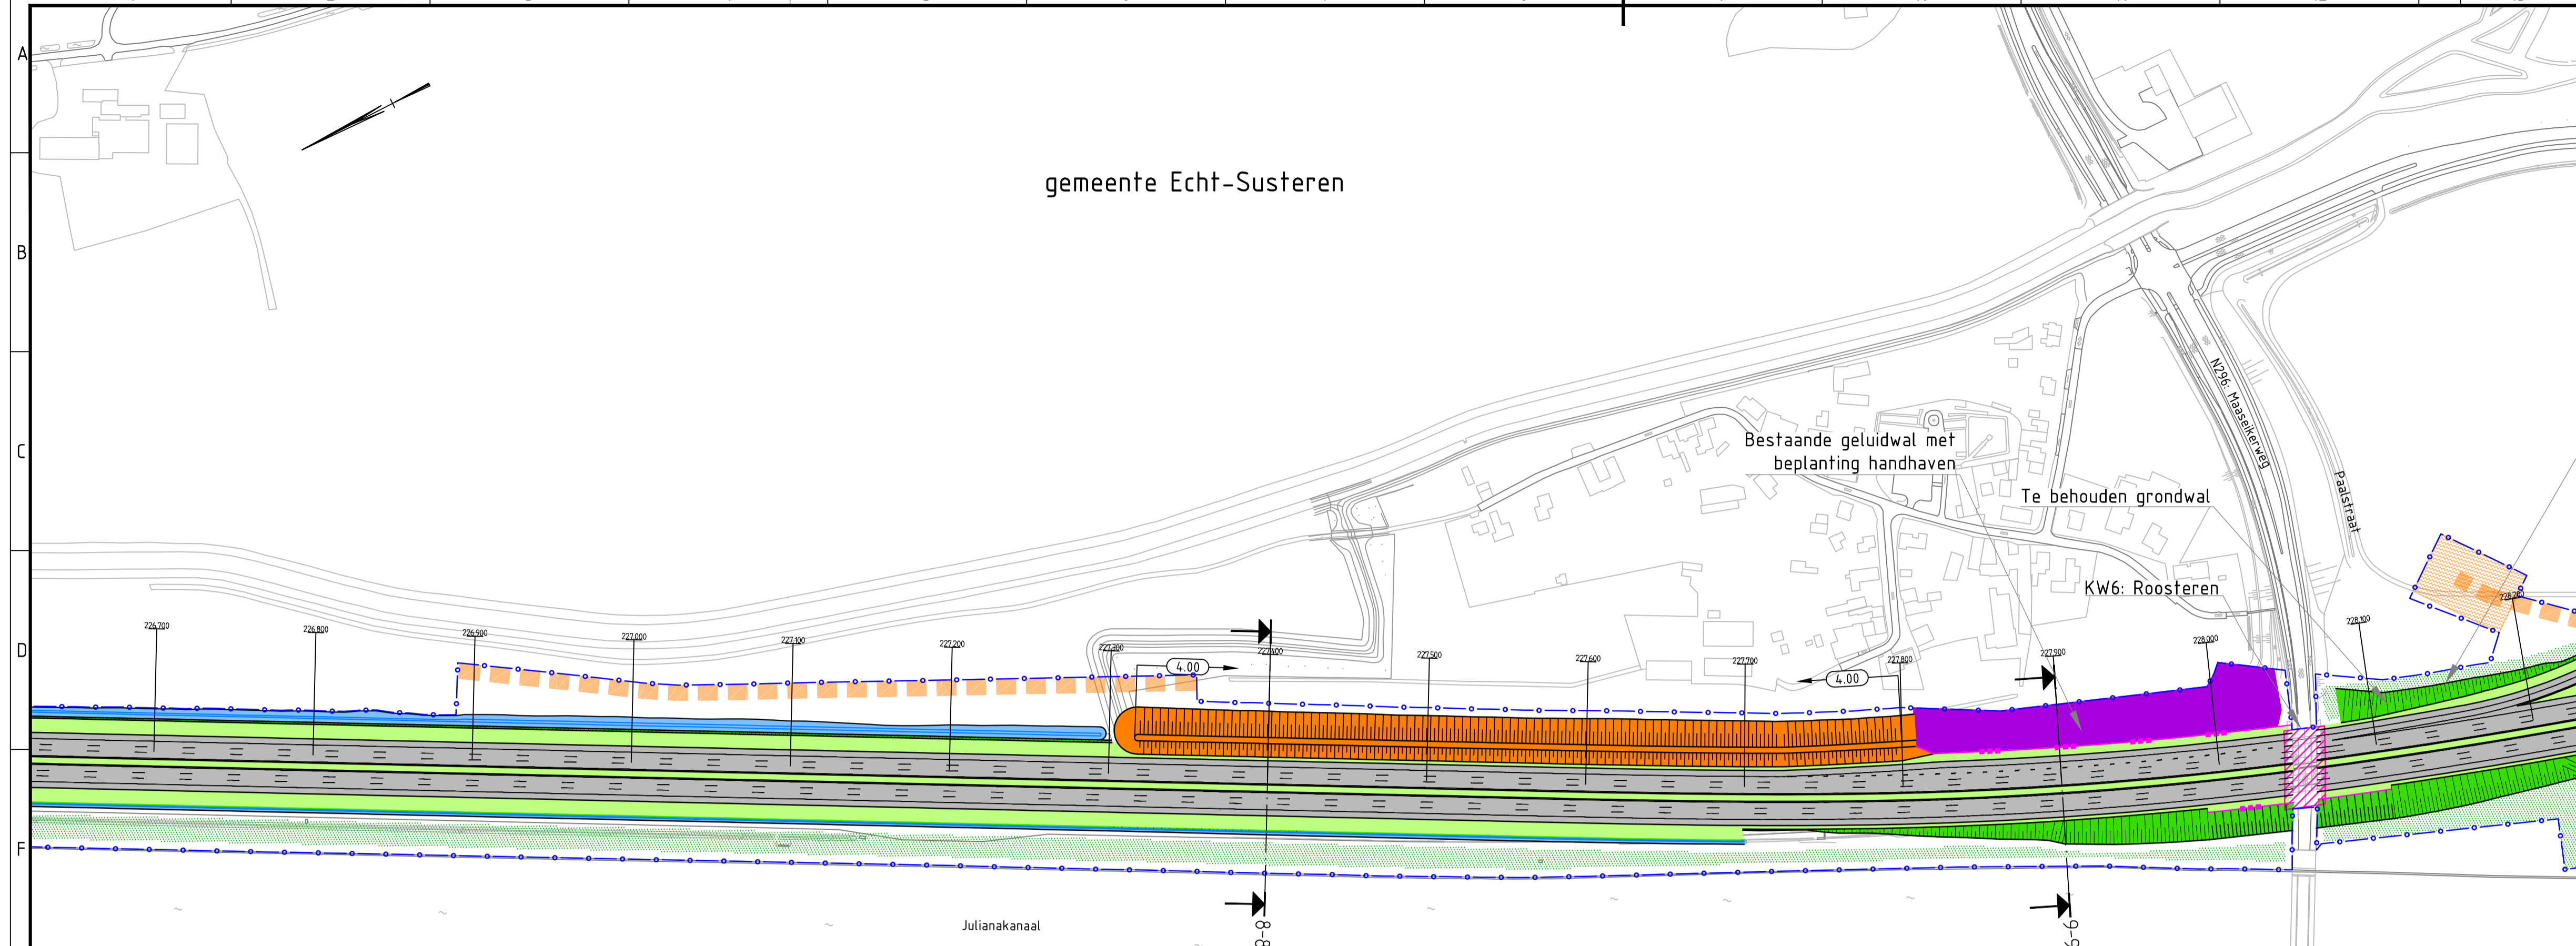 A
B
C
D
F
gemeente Echt-Susteren
Bestaande geluidwal met
beplanting handhaven
Te behouden grondwal
KW6: Roosteren
N296: Maaseikerweg
Paalstraat
226.700
226.800
226.900
227.000
227.100
227.200
227.300
227.400
227.500
227.600
227.700
227.800
227.900
228.000
228.100
228.200
4.00
4.00
Julianakanaal
8-8
9-9